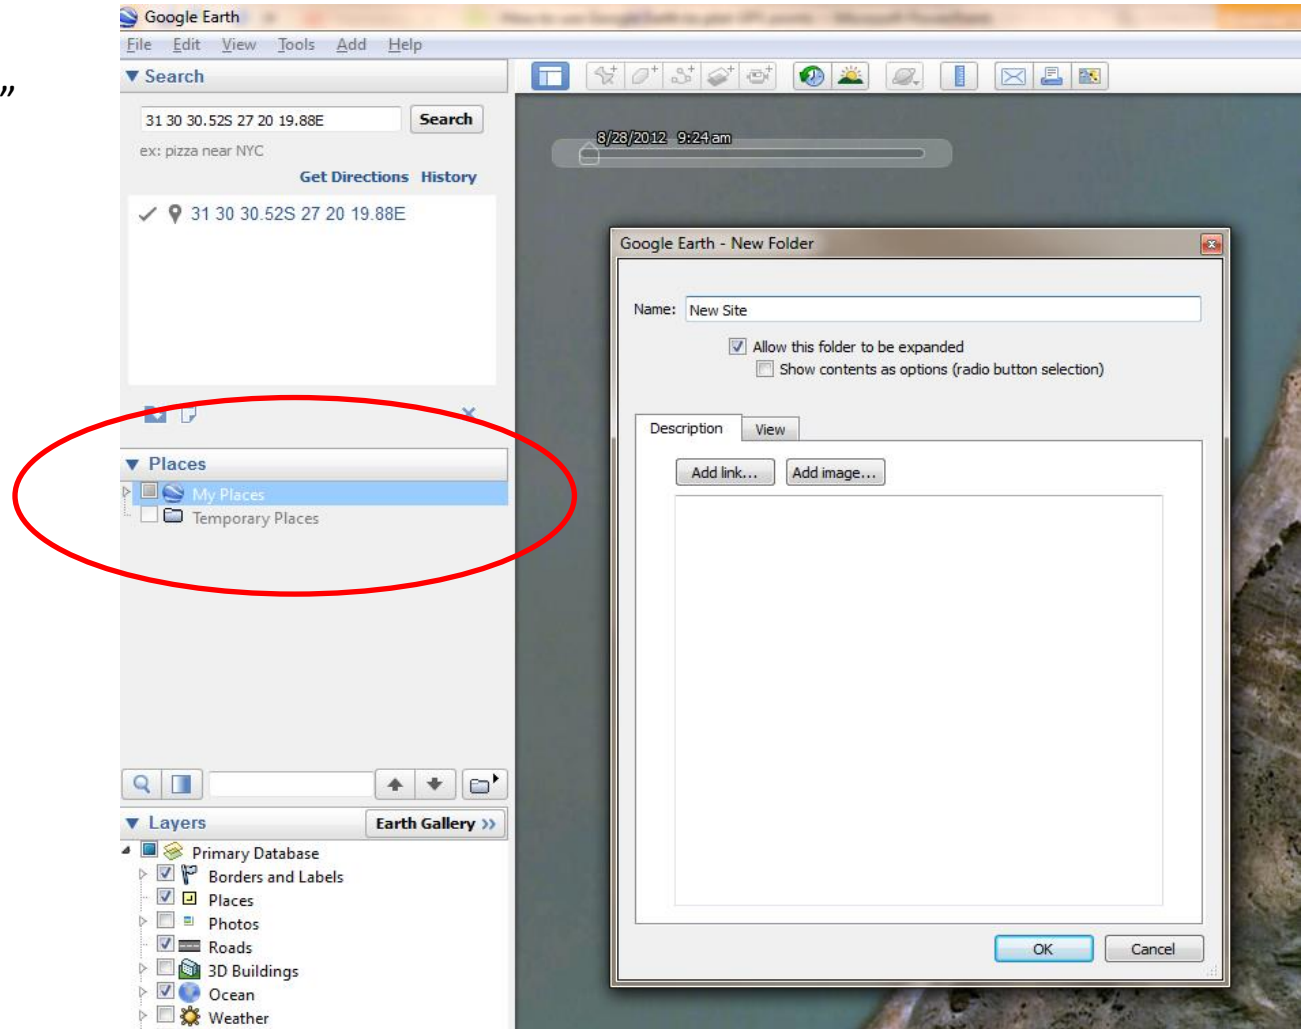 ”
Google Earth
File Edit View Tools Add Help
Search
31 30 30.52S 27 20 19.88E Search
ex: pizza near NYC
Get Directions History
31 30 30.52S 27 20 19.88E
Places
My Places
Temporary Places
Layers Earth Gallery >>
Primary Database
Borders and Labels
Places
Photos
Roads
3D Buildings
Ocean
Weather
8/28/2012 9:24 am
Google Earth - New Folder
Name: New Site
Allow this folder to be expanded
Show contents as options (radio button selection)
Description View
Add link... Add image...
OK Cancel